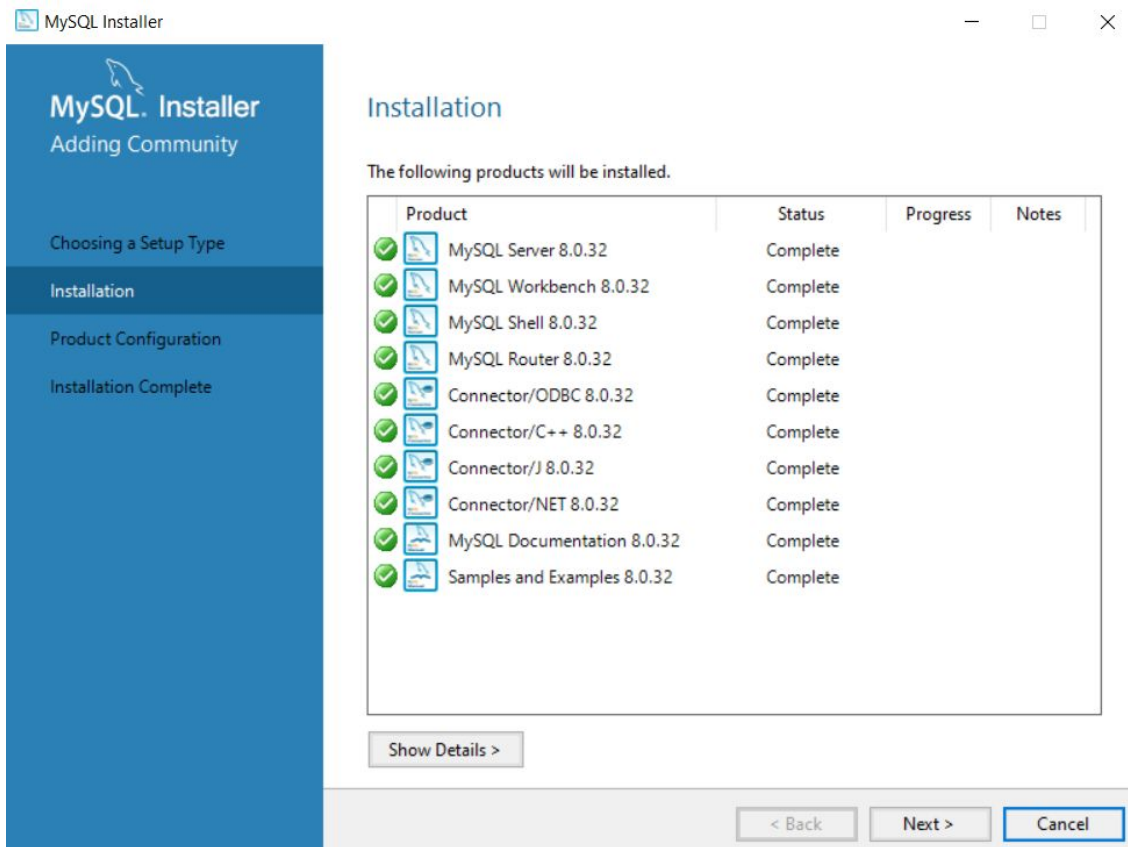 MySQL Installer
MySQL. Installer
Adding Community
Choosing a Setup Type
Installation
Product Configuration
Installation Complete
Installation
The following products will be installed.
Product Status Progress Notes
MySQL Server 8.0.32 Complete
MySQL Workbench 8.0.32 Complete
MySQL Shell 8.0.32 Complete
MySQL Router 8.0.32 Complete
Connector/ODBC 8.0.32 Complete
Connector/C++ 8.0.32 Complete
Connector/J 8.0.32 Complete
Connector/NET 8.0.32 Complete
MySQL Documentation 8.0.32 Complete
Samples and Examples 8.0.32 Complete
Show Details >
< Back Next > Cancel